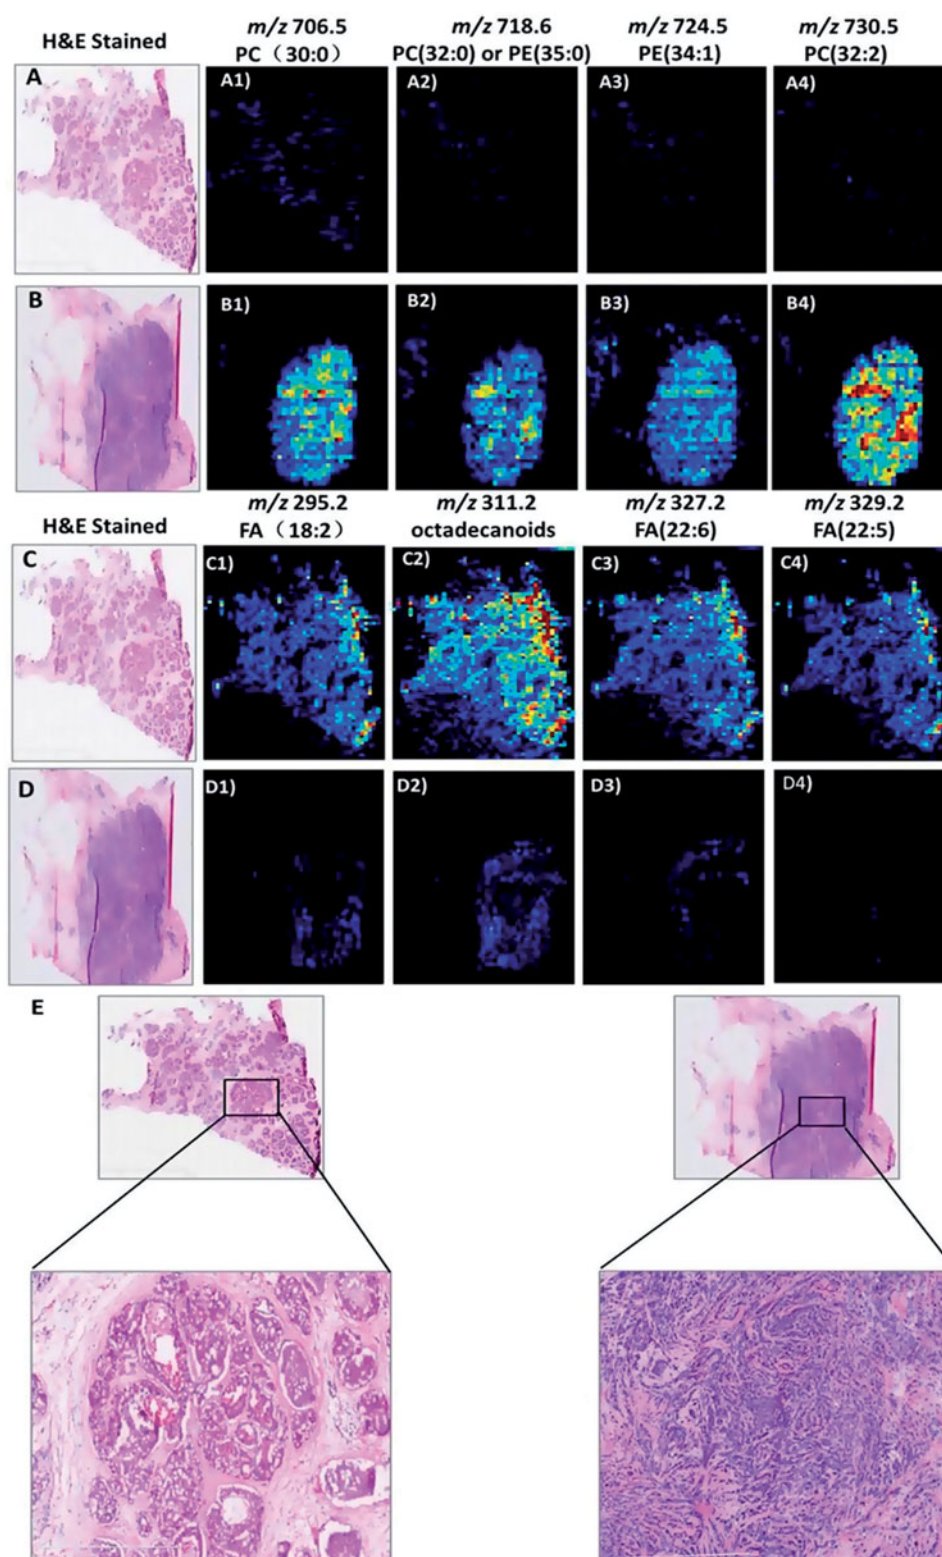 H&E Stained
m/z 706.5
PC（30:0）
m/z 718.6
PC(32:0) or PE(35:0)
m/z 724.5
PE(34:1)
m/z 730.5
PC(32:2)
A
A1)
A2)
A3)
A4)
B
B1)
B2)
B3)
B4)
H&E Stained
m/z 295.2
FA（18:2）
m/z 311.2
octadecanoids
m/z 327.2
FA(22:6)
m/z 329.2
FA(22:5)
C
C1)
C2)
C3)
C4)
D
D1)
D2)
D3)
D4)
E